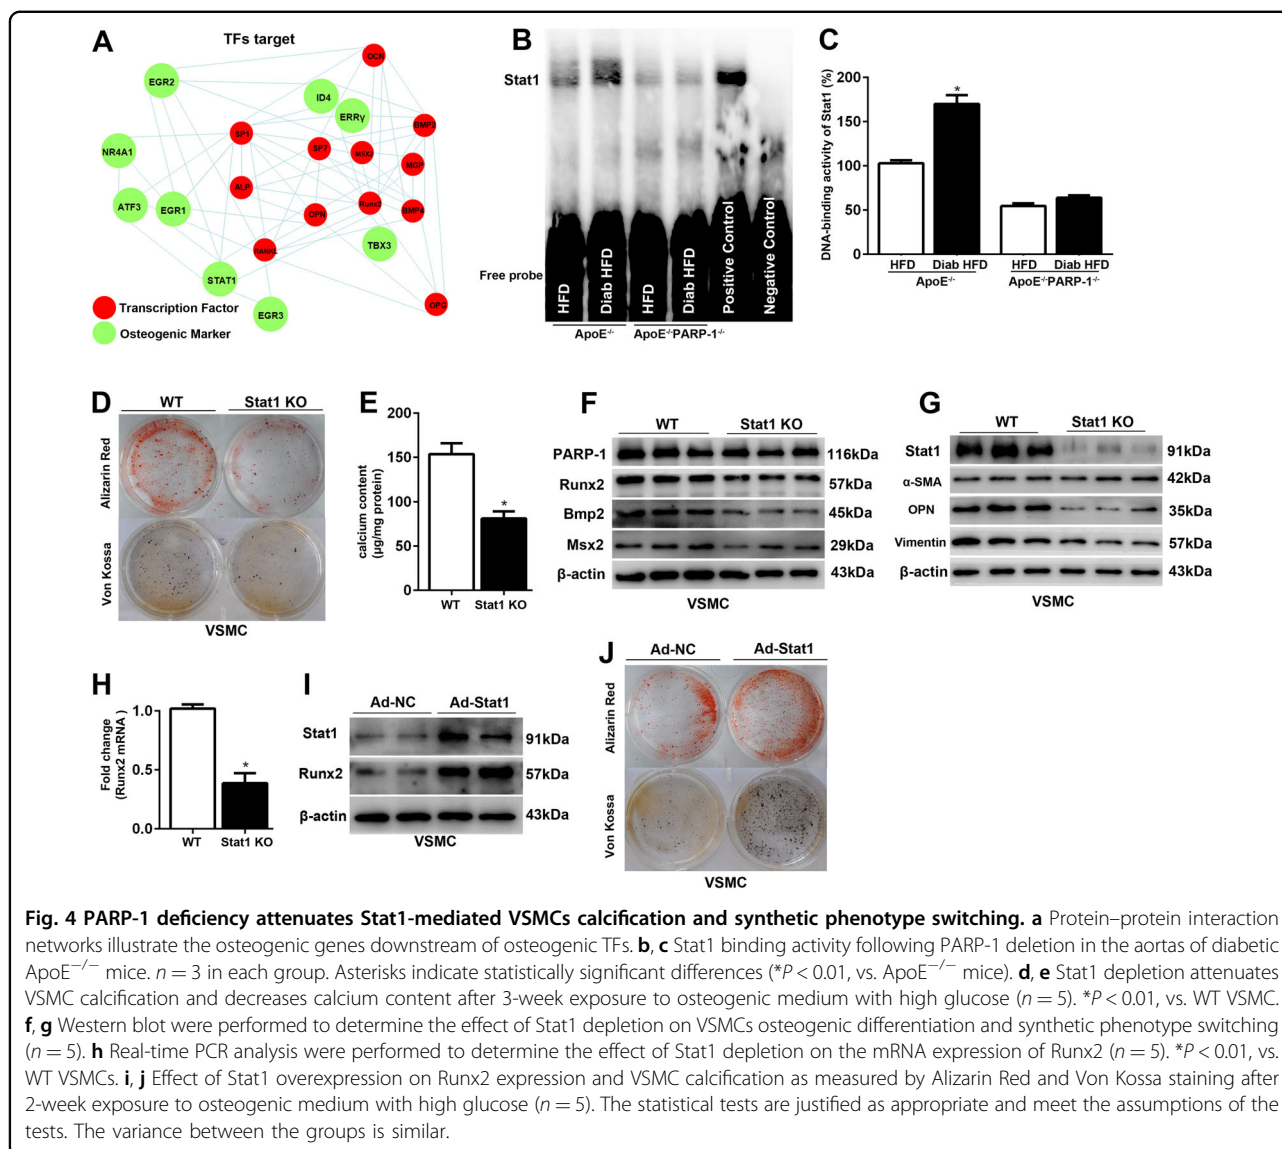 A
TFs target
OCN
EGR2
ID4
ERRγ
BMP2
SP1
SP7
MSX2
MGP
NR4A1
ALP
Runx2
BMP4
ATF3
EGR1
OPN
TBX3
RANKL
STAT1
OPG
EGR3
Transcription Factor
Osteogenic Marker
B
Stat1
Free probe
HFD
Diab HFD
HFD
Diab HFD
Positive Control
Negative Control
ApoE-/-
ApoE-/-PARP-1-/-
C
DNA-binding activity of Stat1 (%)
200
150
100
50
0
*
HFD Diab HFD HFD Diab HFD
ApoE-/- ApoE-/-PARP-1-/-
D
WT Stat1 KO
Alizarin Red
Von Kossa
VSMC
E
calcium content
(μg/mg protein)
200
150
100
50
0
*
WT Stat1 KO
F
WT Stat1 KO
PARP-1 116kDa
Runx2 57kDa
Bmp2 45kDa
Msx2 29kDa
β-actin 43kDa
VSMC
G
WT Stat1 KO
Stat1 91kDa
α-SMA 42kDa
OPN 35kDa
Vimentin 57kDa
β-actin 43kDa
VSMC
H
Fold change
(Runx2 mRNA )
1.0
0.5
0.0
*
WT Stat1 KO
I
Ad-NC Ad-Stat1
Stat1 91kDa
Runx2 57kDa
β-actin 43kDa
VSMC
J
Ad-NC Ad-Stat1
Alizarin Red
Von Kossa
VSMC
Fig. 4 PARP-1 deficiency attenuates Stat1-mediated VSMCs calcification and synthetic phenotype switching. a Protein–protein interaction
networks illustrate the osteogenic genes downstream of osteogenic TFs. b, c Stat1 binding activity following PARP-1 deletion in the aortas of diabetic
ApoE−/− mice. n = 3 in each group. Asterisks indicate statistically significant differences (*P < 0.01, vs. ApoE−/− mice). d, e Stat1 depletion attenuates
VSMC calcification and decreases calcium content after 3-week exposure to osteogenic medium with high glucose (n = 5). *P < 0.01, vs. WT VSMC.
f, g Western blot were performed to determine the effect of Stat1 depletion on VSMCs osteogenic differentiation and synthetic phenotype switching
(n = 5). h Real-time PCR analysis were performed to determine the effect of Stat1 depletion on the mRNA expression of Runx2 (n = 5). *P < 0.01, vs.
WT VSMCs. i, j Effect of Stat1 overexpression on Runx2 expression and VSMC calcification as measured by Alizarin Red and Von Kossa staining after
2-week exposure to osteogenic medium with high glucose (n = 5). The statistical tests are justified as appropriate and meet the assumptions of the
tests. The variance between the groups is similar.